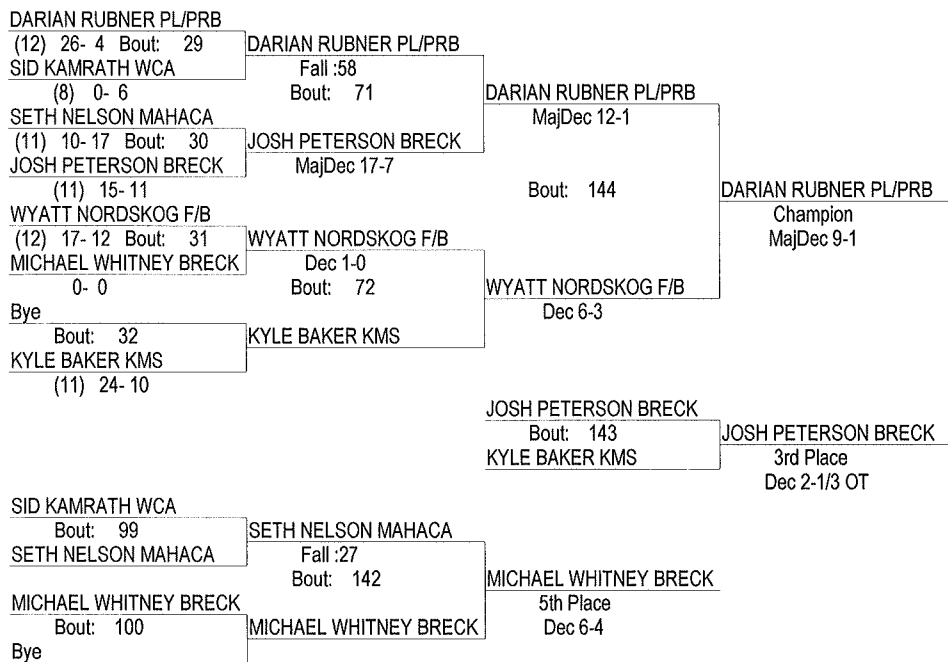 DARIAN RUBNER PL/PRB
(12) 26- 4 Bout: 29
SID KAMRATH WCA
(8) 0- 6
SETH NELSON MAHACA
(11) 10- 17 Bout: 30
JOSH PETERSON BRECK
(11) 15- 11
WYATT NORDSKOG F/B
(12) 17- 12 Bout: 31
MICHAEL WHITNEY BRECK
0- 0
Bye
Bout: 32
KYLE BAKER KMS
(11) 24- 10
DARIAN RUBNER PL/PRB
Fall :58
Bout: 71
JOSH PETERSON BRECK
MajDec 17-7
WYATT NORDSKOG F/B
Dec 1-0
Bout: 72
KYLE BAKER KMS
DARIAN RUBNER PL/PRB
MajDec 12-1
Bout: 144
WYATT NORDSKOG F/B
Dec 6-3
DARIAN RUBNER PL/PRB
Champion
MajDec 9-1
JOSH PETERSON BRECK
Bout: 143
KYLE BAKER KMS
JOSH PETERSON BRECK
3rd Place
Dec 2-1/3 OT
SID KAMRATH WCA
Bout: 99
SETH NELSON MAHACA
MICHAEL WHITNEY BRECK
Bout: 100
Bye
SETH NELSON MAHACA
Fall :27
Bout: 142
MICHAEL WHITNEY BRECK
MICHAEL WHITNEY BRECK
5th Place
Dec 6-4